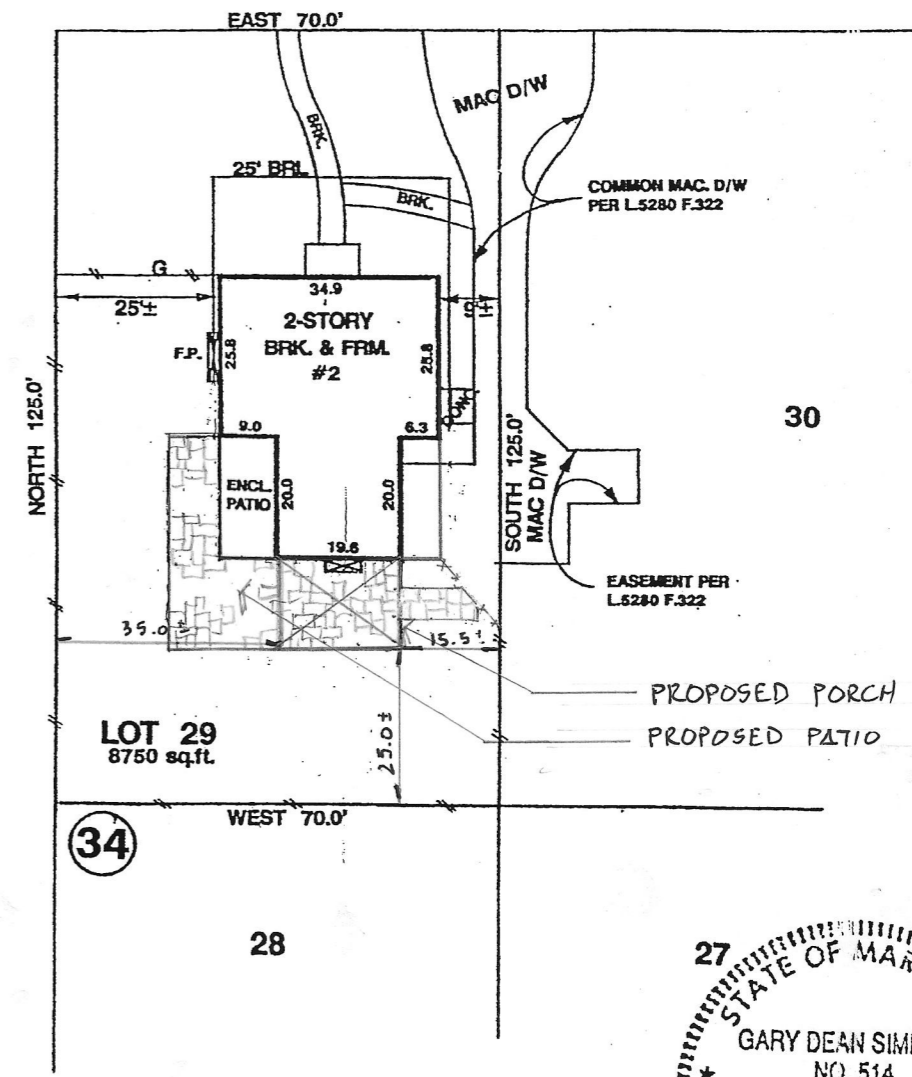 EAST 70.0'
MAC D/W
BRK.
25' BRL
BRK.
COMMON MAC. D/W
PER L.5280 F.322
G
34.9
25'±
9'±
2-STORY
BRK. & FRM.
#2
F.P.
25.8
25.8
NORTH 125.0'
30
CONC
9.0
6.3
ENCL.
PATIO
20.0
20.0
SOUTH 125.0'
MAC D/W
19.6
EASEMENT PER
L.5280 F.322
35.0±
15.5±
PROPOSED PORCH
PROPOSED PATIO
LOT 29
8750 sq.ft.
25.0±
WEST 70.0'
34
28
27
STATE OF MAR
GARY DEAN SIM
NO. 514